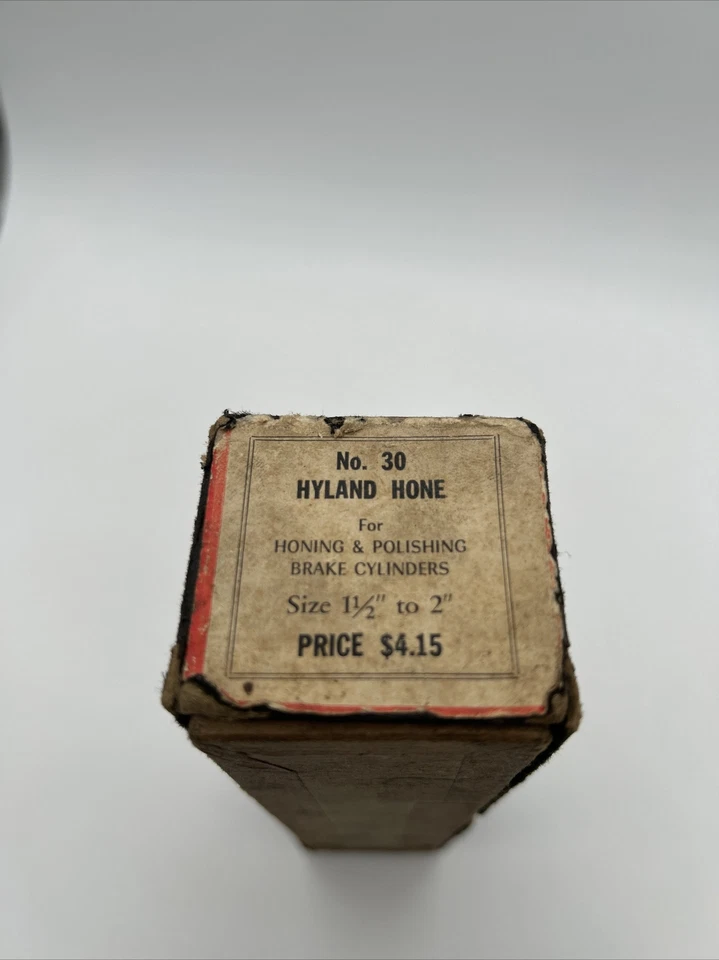 No. 30
HYLAND HONE
For
HONING & POLISHING
BRAKE CYLINDERS
Size 1½" to 2"
PRICE $4.15